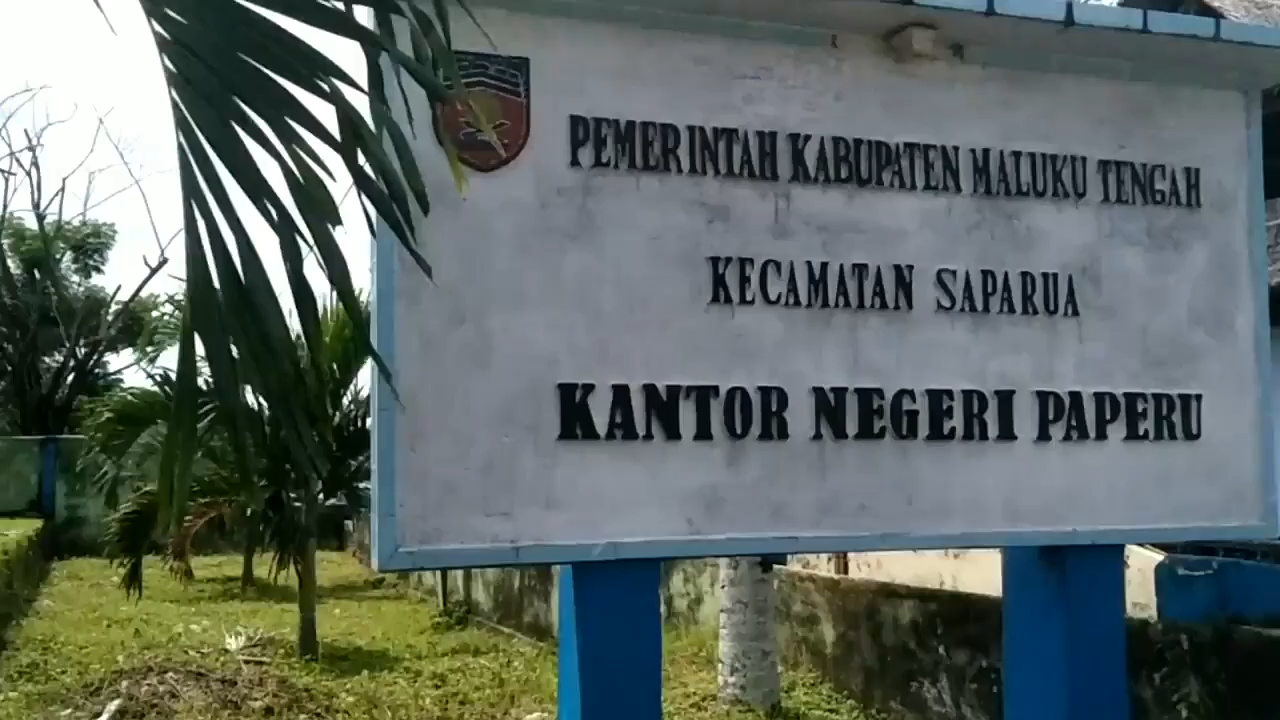 PEMERINTAH KABUPATEN MALUKU TENGAH
KECAMATAN SAPARUA
KANTOR NEGERI PAPERU